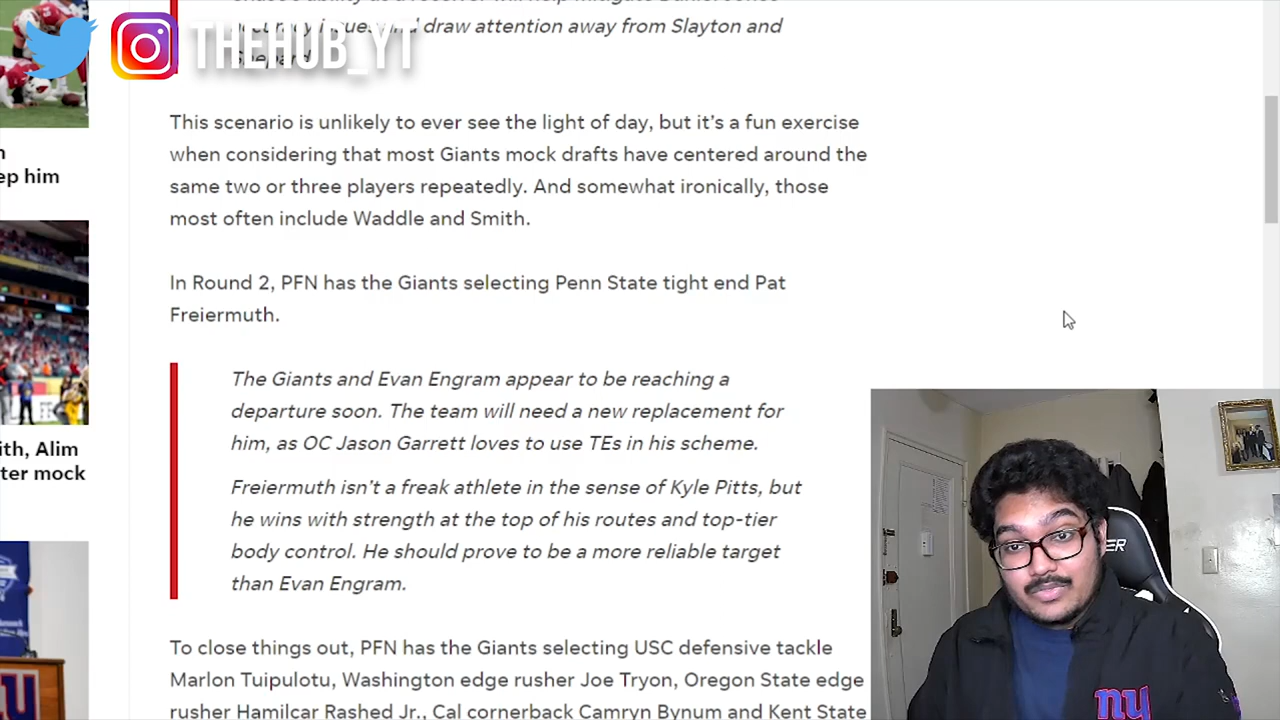 accuracy issues and draw attention away from Slayton and
Shepard.
THEHUB_YT
This scenario is unlikely to ever see the light of day, but it’s a fun exercise
when considering that most Giants mock drafts have centered around the
same two or three players repeatedly. And somewhat ironically, those
most often include Waddle and Smith.
In Round 2, PFN has the Giants selecting Penn State tight end Pat
Freiermuth.
The Giants and Evan Engram appear to be reaching a
departure soon. The team will need a new replacement for
him, as OC Jason Garrett loves to use TEs in his scheme.
Freiermuth isn’t a freak athlete in the sense of Kyle Pitts, but
he wins with strength at the top of his routes and top-tier
body control. He should prove to be a more reliable target
than Evan Engram.
To close things out, PFN has the Giants selecting USC defensive tackle
Marlon Tuipulotu, Washington edge rusher Joe Tryon, Oregon State edge
rusher Hamilcar Rashed Jr., Cal cornerback Camryn Bynum and Kent State
ep him
ith, Alim
ter mock
ny
ER
ny